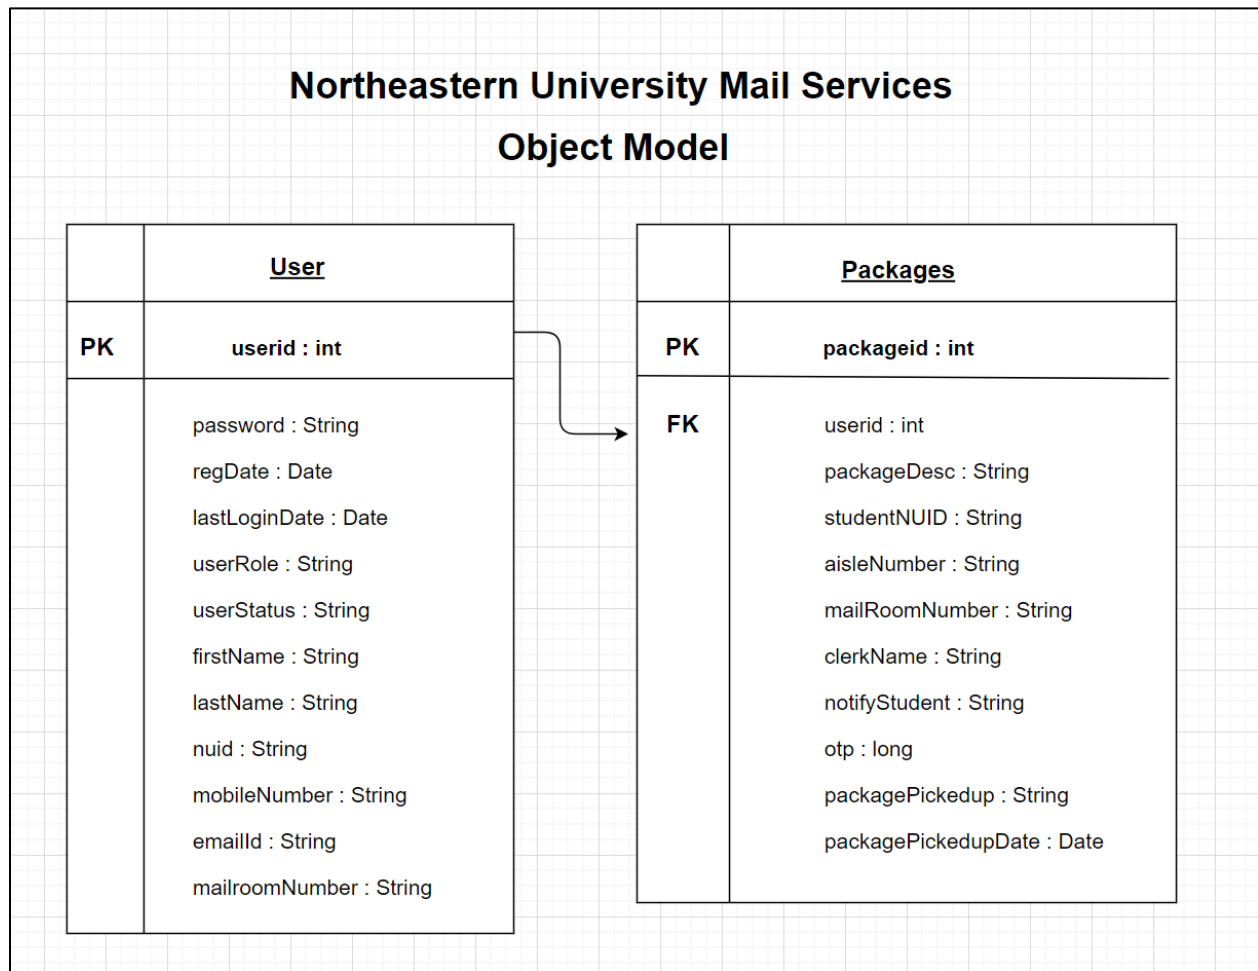 Northeastern University Mail Services
Object Model
User
PK
userid : int
password : String
regDate : Date
lastLoginDate : Date
userRole : String
userStatus : String
firstName : String
lastName : String
nuid : String
mobileNumber : String
emailId : String
mailroomNumber : String
Packages
PK
packageid : int
FK
userid : int
packageDesc : String
studentNUID : String
aisleNumber : String
mailRoomNumber : String
clerkName : String
notifyStudent : String
otp : long
packagePickedup : String
packagePickedupDate : Date